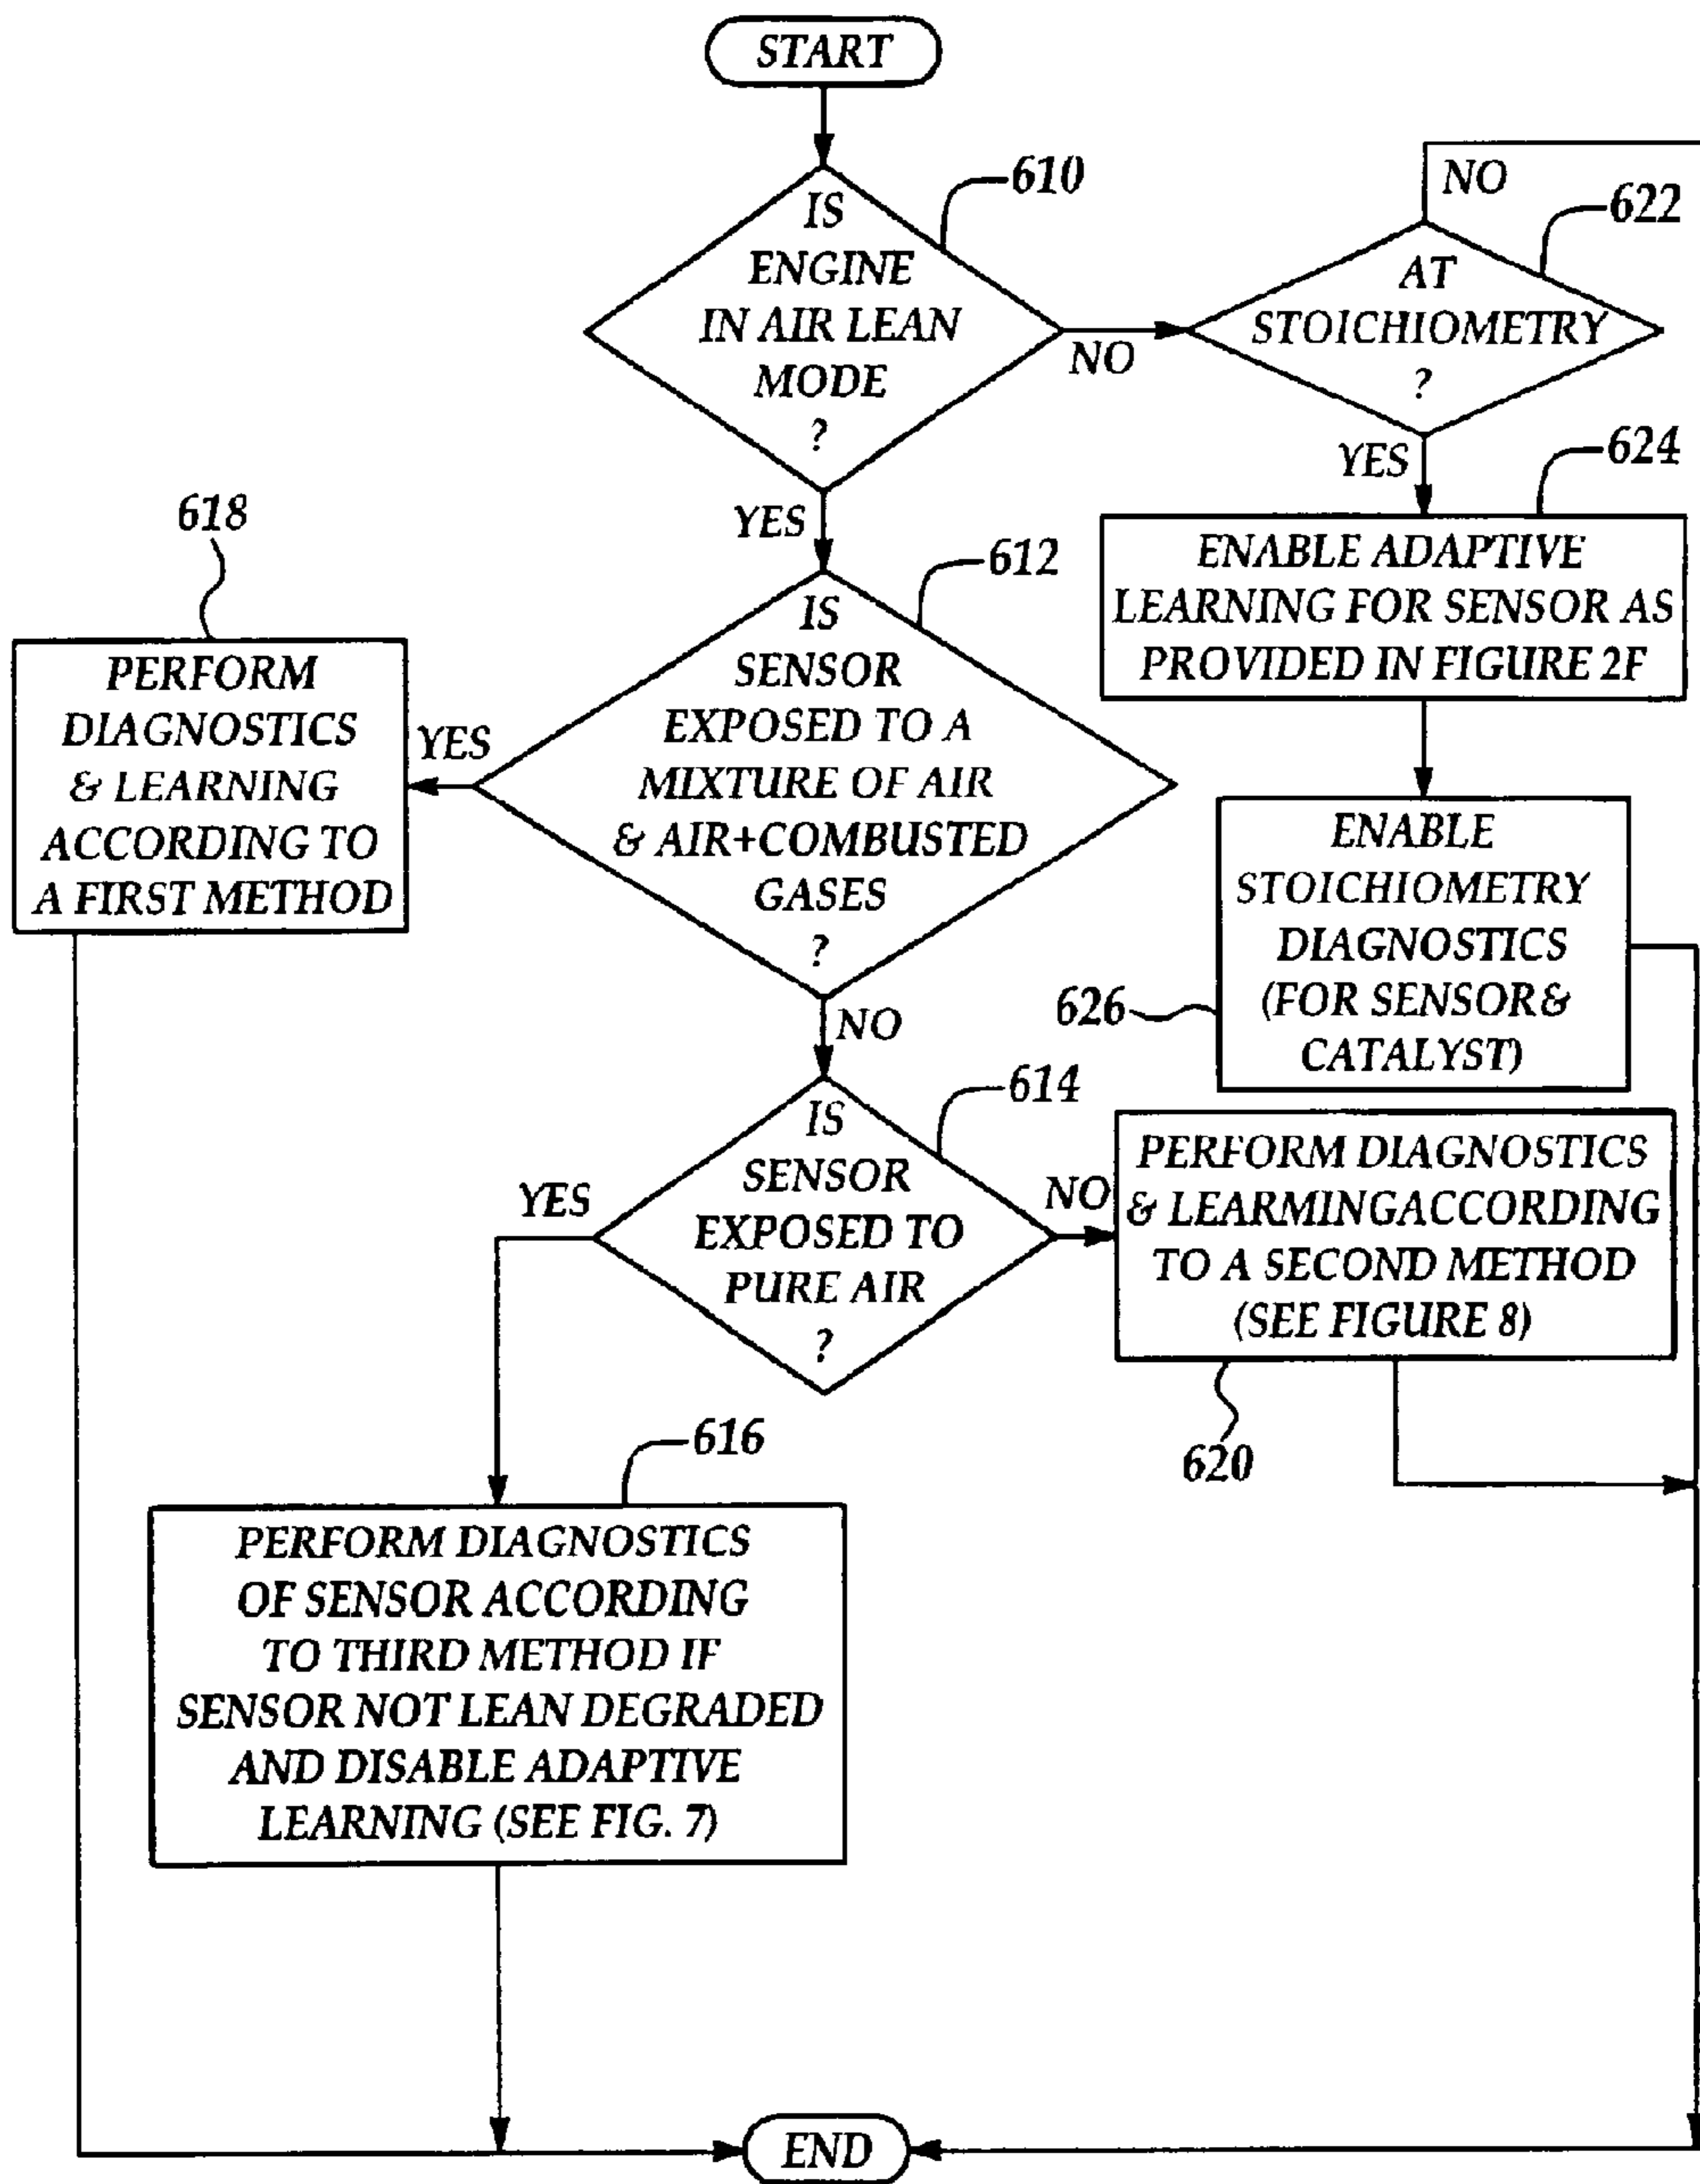 START
610
IS
ENGINE
IN AIR LEAN
MODE
?
NO
NO
622
AT
STOICHIOMETRY
?
YES
624
ENABLE ADAPTIVE
LEARNING FOR SENSOR AS
PROVIDED IN FIGURE 2F
YES
612
IS
SENSOR
EXPOSED TO A
MIXTURE OF AIR
& AIR+COMBUSTED
GASES
?
YES
618
PERFORM
DIAGNOSTICS
& LEARNING
ACCORDING TO
A FIRST METHOD
ENABLE
STOICHIOMETRY
DIAGNOSTICS
(FOR SENSOR&
CATALYST)
626
NO
614
IS
SENSOR
EXPOSED TO
PURE AIR
?
YES
NO
PERFORM DIAGNOSTICS
& LEARMINGACCORDING
TO A SECOND METHOD
(SEE FIGURE 8)
620
616
PERFORM DIAGNOSTICS
OF SENSOR ACCORDING
TO THIRD METHOD IF
SENSOR NOT LEAN DEGRADED
AND DISABLE ADAPTIVE
LEARNING (SEE FIG. 7)
END